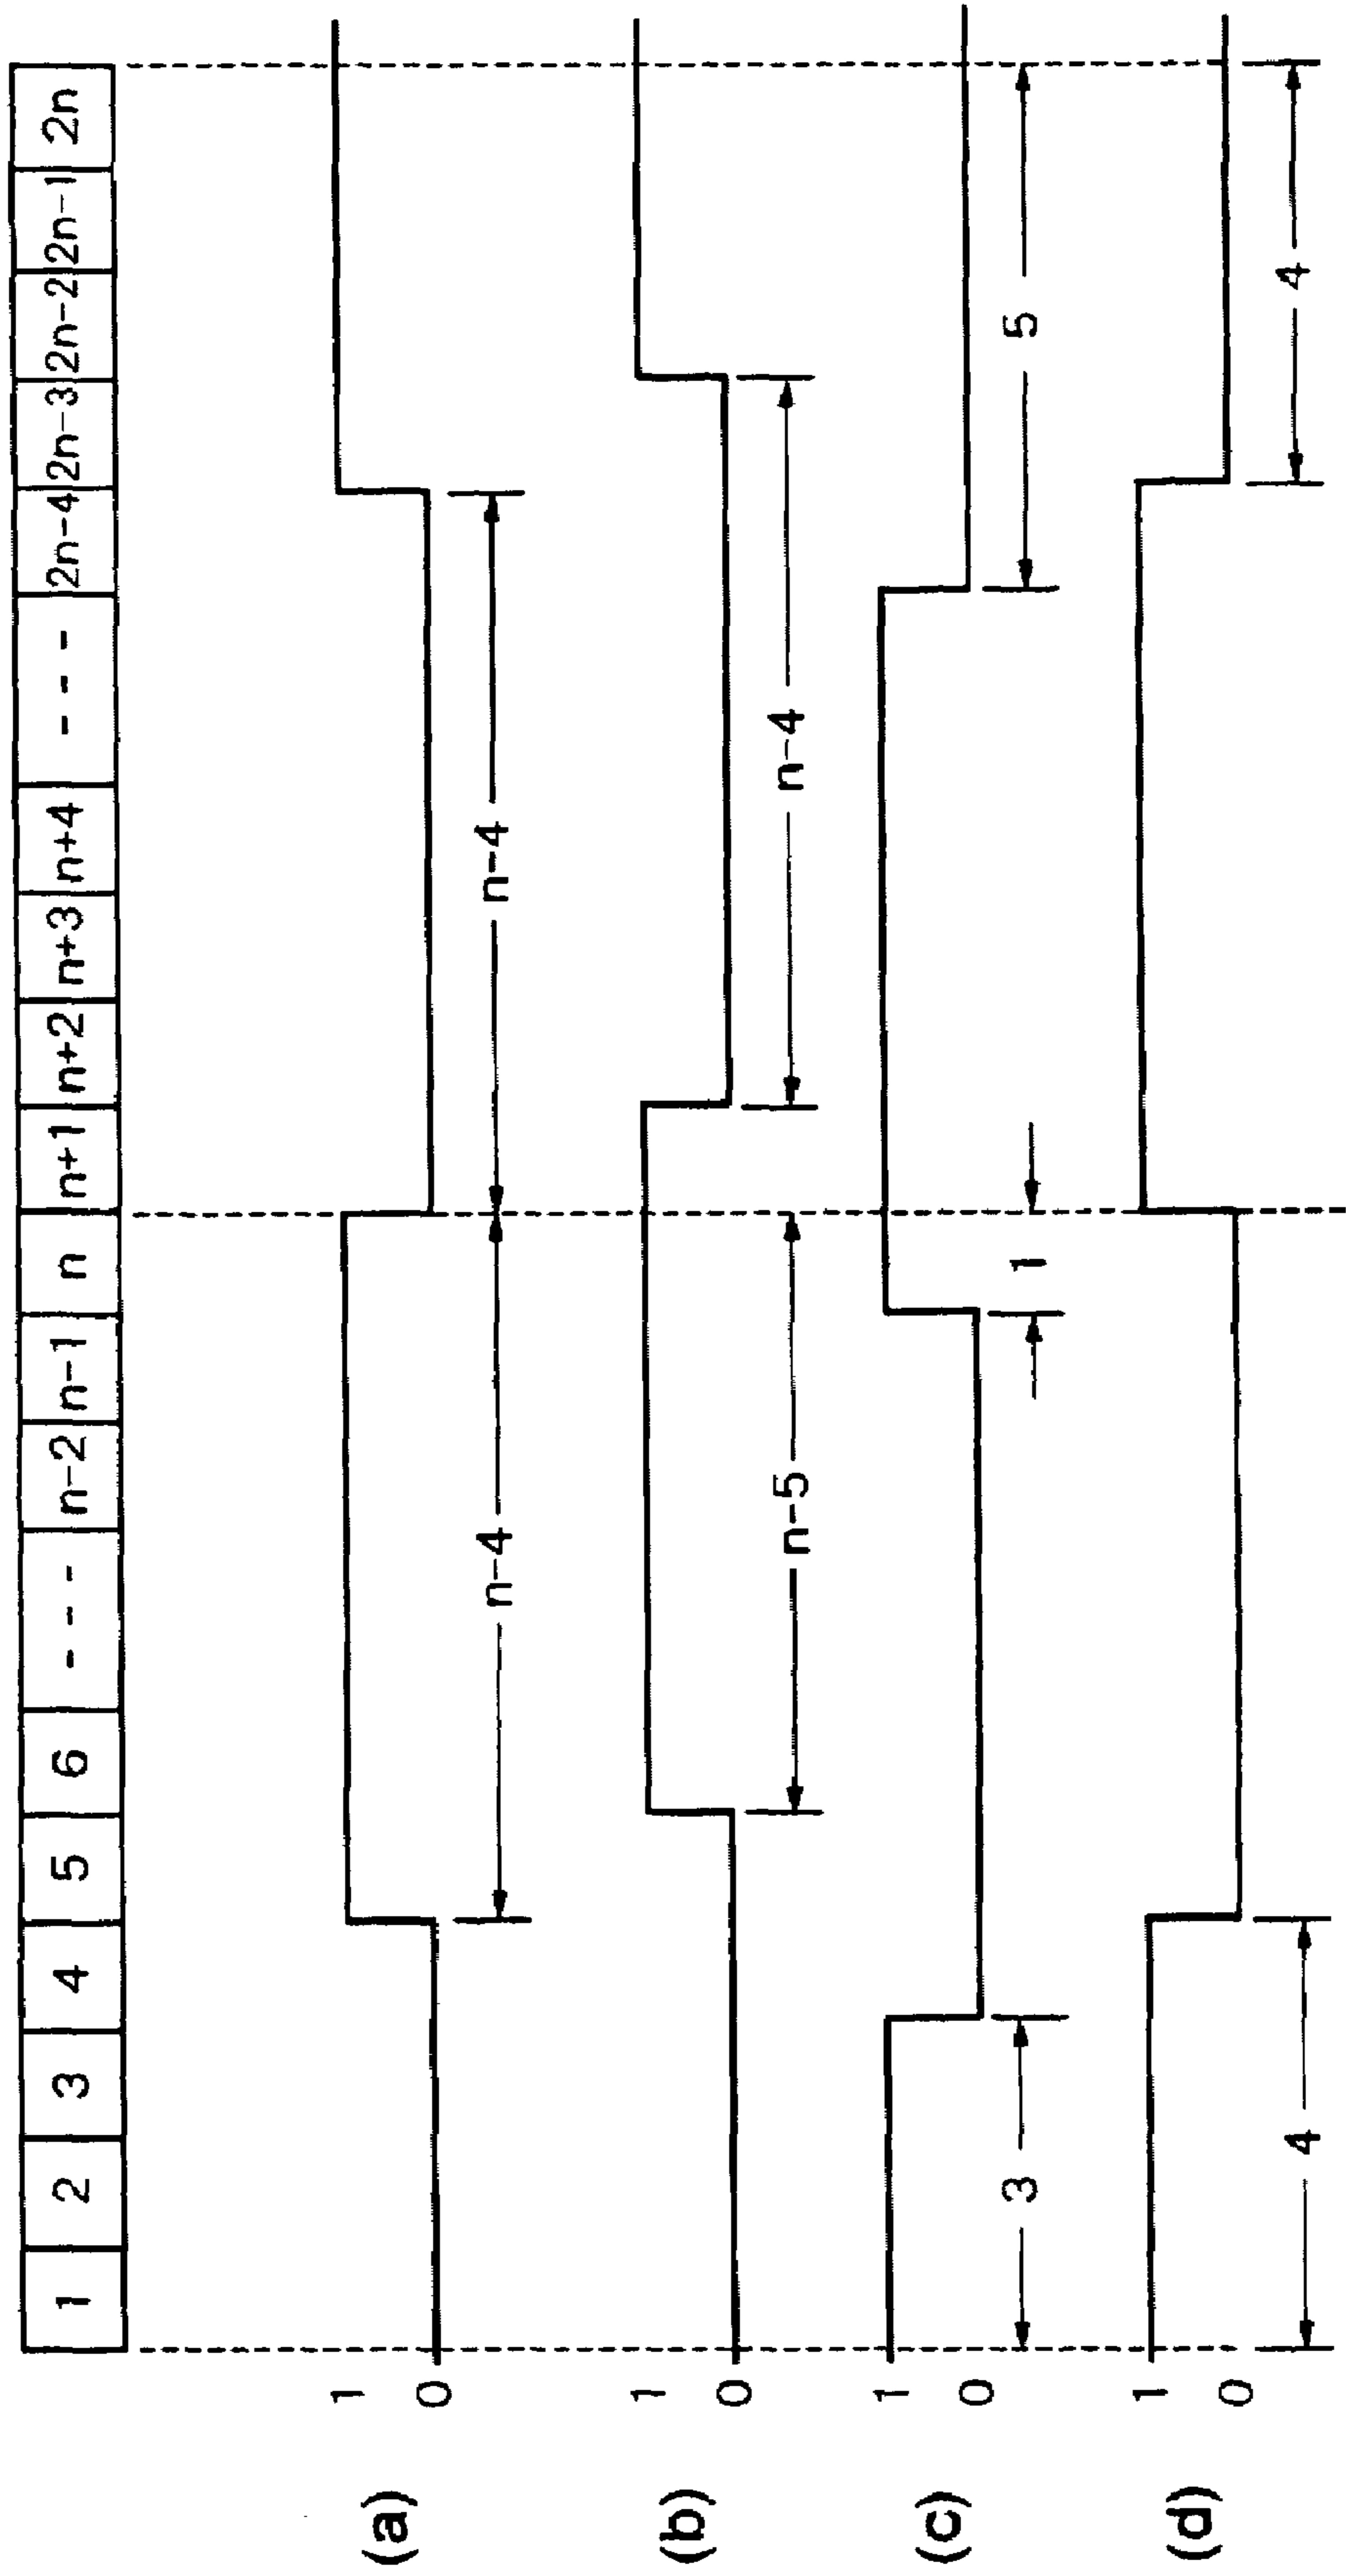 1 2 3 4 5 6 - - - n-2 n-1 n n+1 n+2 n+3 n+4 - - - 2n-4 2n-3 2n-2 2n-1 2n
(a) 1
0
n-4 n-4
(b) 1
0
n-5 n-4
(c) 1
0
3 1 5
(d) 1
0
4 4